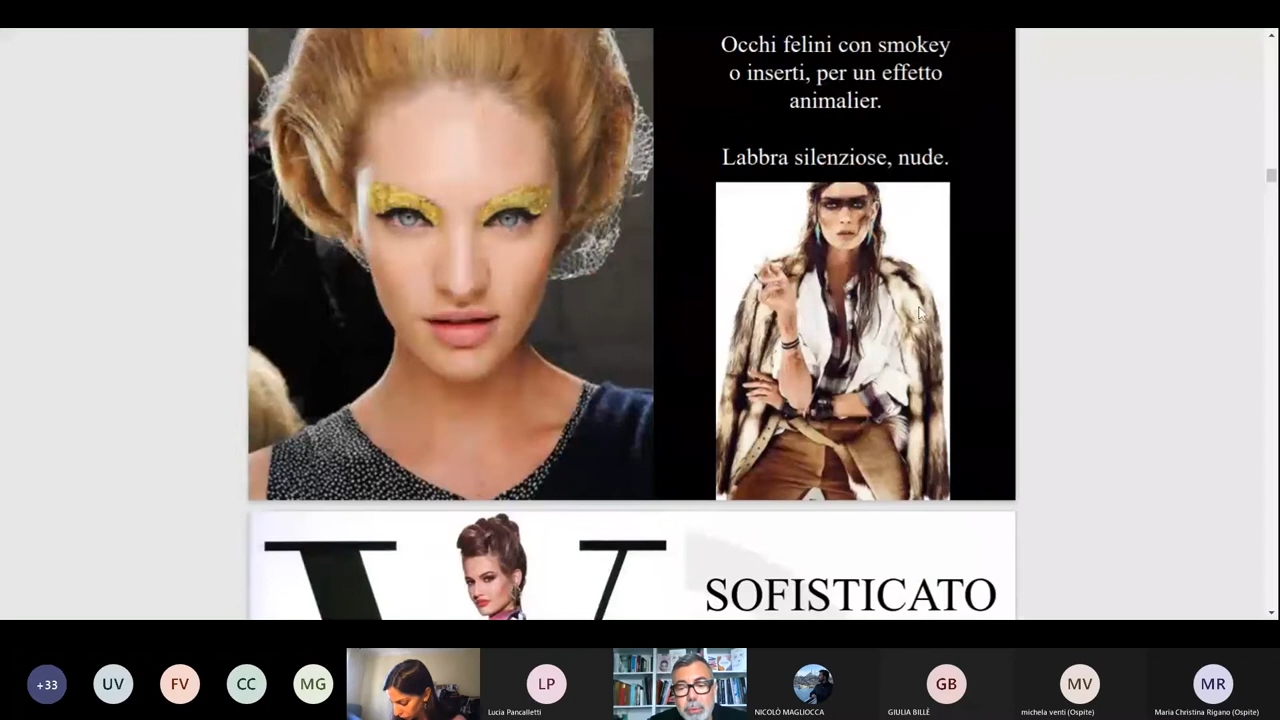 Occhi felini con smokey
o inserti, per un effetto
animalier.
Labbra silenziose, nude.
V
SOFISTICATO
+33
UV
FV
CC
MG
LP
Lucia Pancalletti
NICOLÒ MAGLIOCCA
GB
GIULIA BILLÈ
MV
michela venti (Ospite)
MR
Maria Christina Rigano (Ospite)